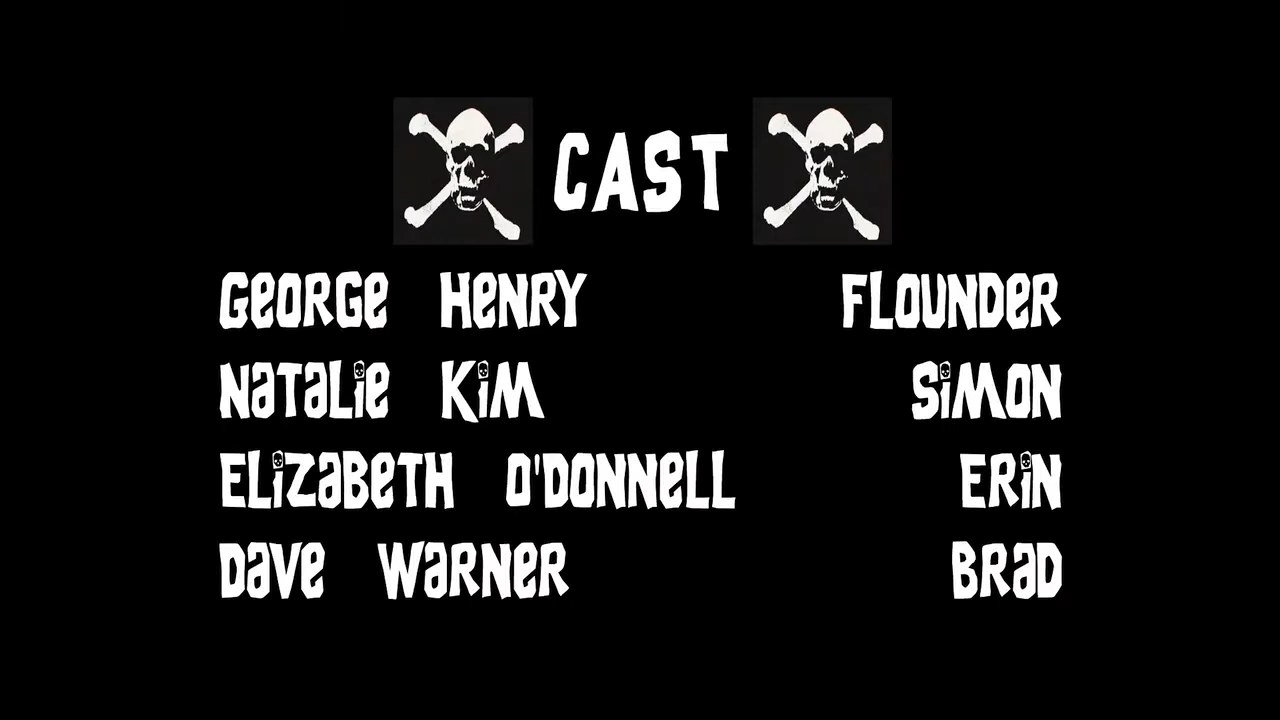 CAST
GEORGE HENRY FLOUNDER
NATALIE KIM SIMON
ELIZABETH O'DONNELL ERIN
DAVE WARNER BRAD